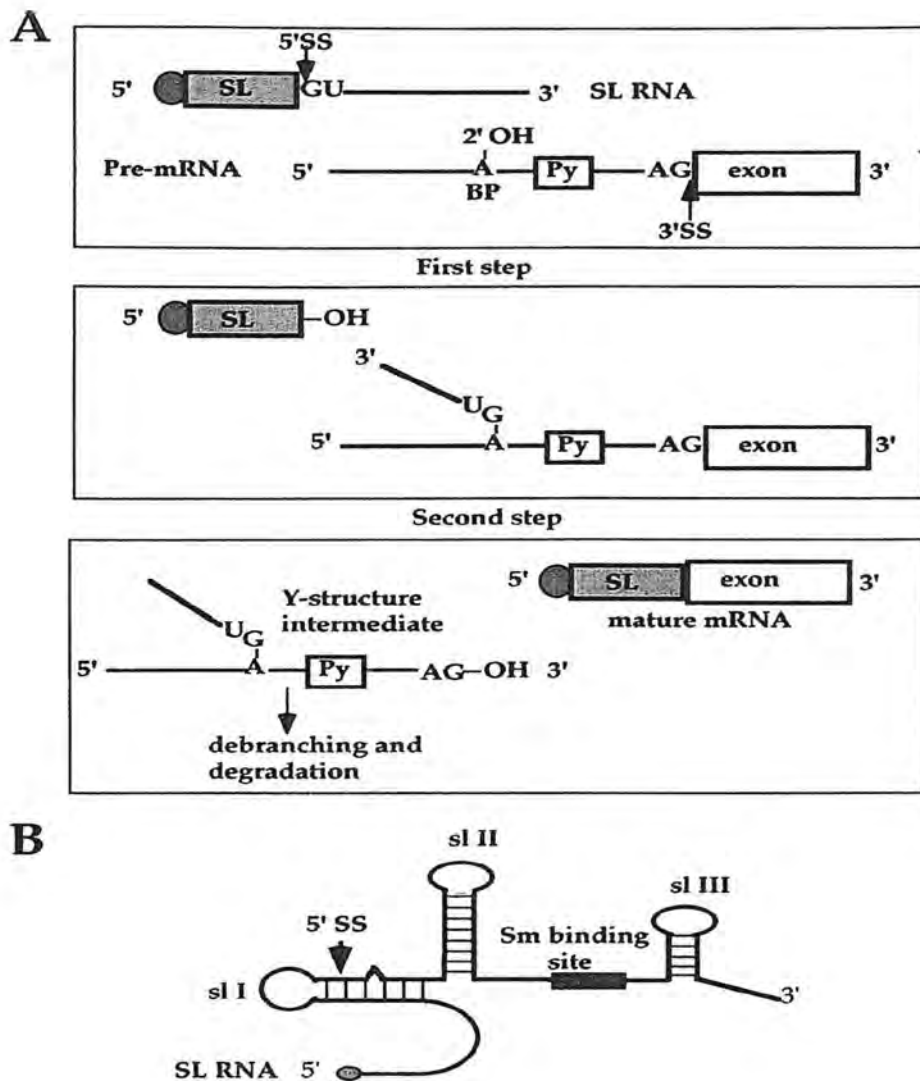 A
5'SS
5' SL GU 3' SL RNA
2' OH
Pre-mRNA 5' A Py AG exon 3'
BP
3'SS
First step
5' SL -OH
3'
U
G
5' A Py AG exon 3'
Second step
5' SL exon 3'
mature mRNA
Y-structure
intermediate
U
G
5' A Py AG-OH 3'
debranching and
degradation
B
sl II
sl III
5' SS
Sm binding
site
sl I
3'
SL RNA 5'